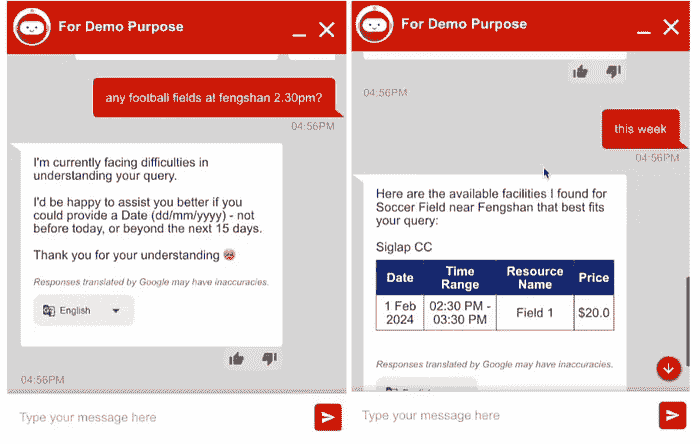 For Demo Purpose
any football fields at fengshan 2.30pm?
04:56PM
I'm currently facing difficulties in
understanding your query.
I'd be happy to assist you better if you
could provide a Date (dd/mm/yyyy) - not
before today, or beyond the next 15 days.
Thank you for your understanding
Responses translated by Google may have inaccuracies.
English
04:56PM
Type your message here
For Demo Purpose
04:56PM
this week
04:56PM
Here are the available facilities I found for
Soccer Field near Fengshan that best fits
your query:
Siglap CC
Date Time Range Resource Name Price
1 Feb 2024 02:30 PM - 03:30 PM Field 1 $20.0
Responses translated by Google may have inaccuracies.
Type your message here